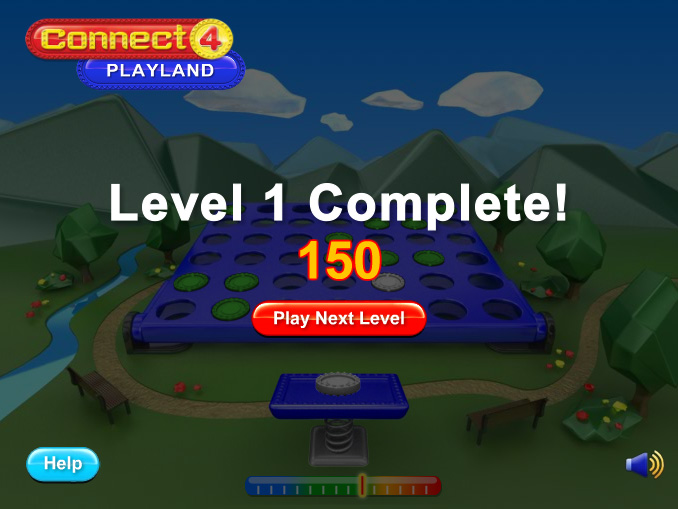 Connect 4
PLAYLAND
Level 1 Complete!
150
Play Next Level
Help